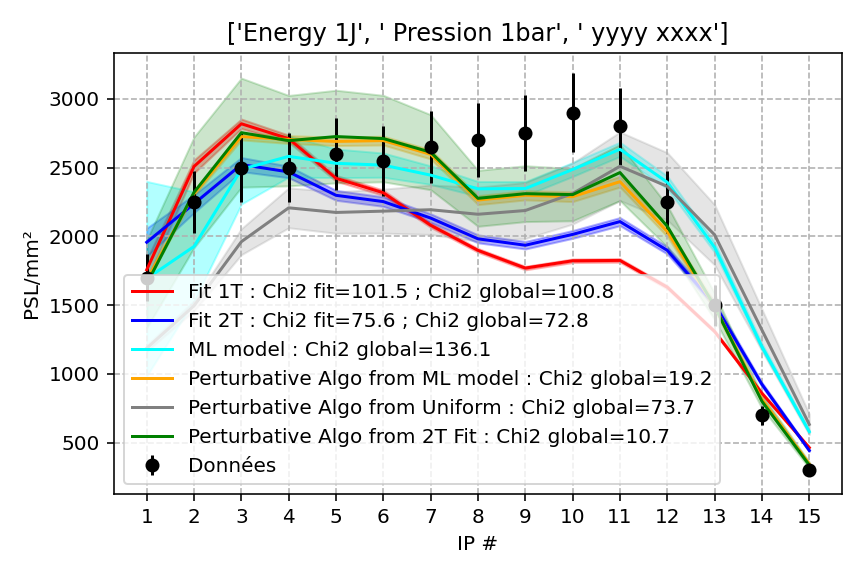 ['Energy 1J', ' Pression 1bar', ' yyyy xxxx']
PSL/mm²
3000
2500
2000
1500
1000
500
Fit 1T : Chi2 fit=101.5 ; Chi2 global=100.8
Fit 2T : Chi2 fit=75.6 ; Chi2 global=72.8
ML model : Chi2 global=136.1
Perturbative Algo from ML model : Chi2 global=19.2
Perturbative Algo from Uniform : Chi2 global=73.7
Perturbative Algo from 2T Fit : Chi2 global=10.7
Données
1 2 3 4 5 6 7 8 9 10 11 12 13 14 15
IP #